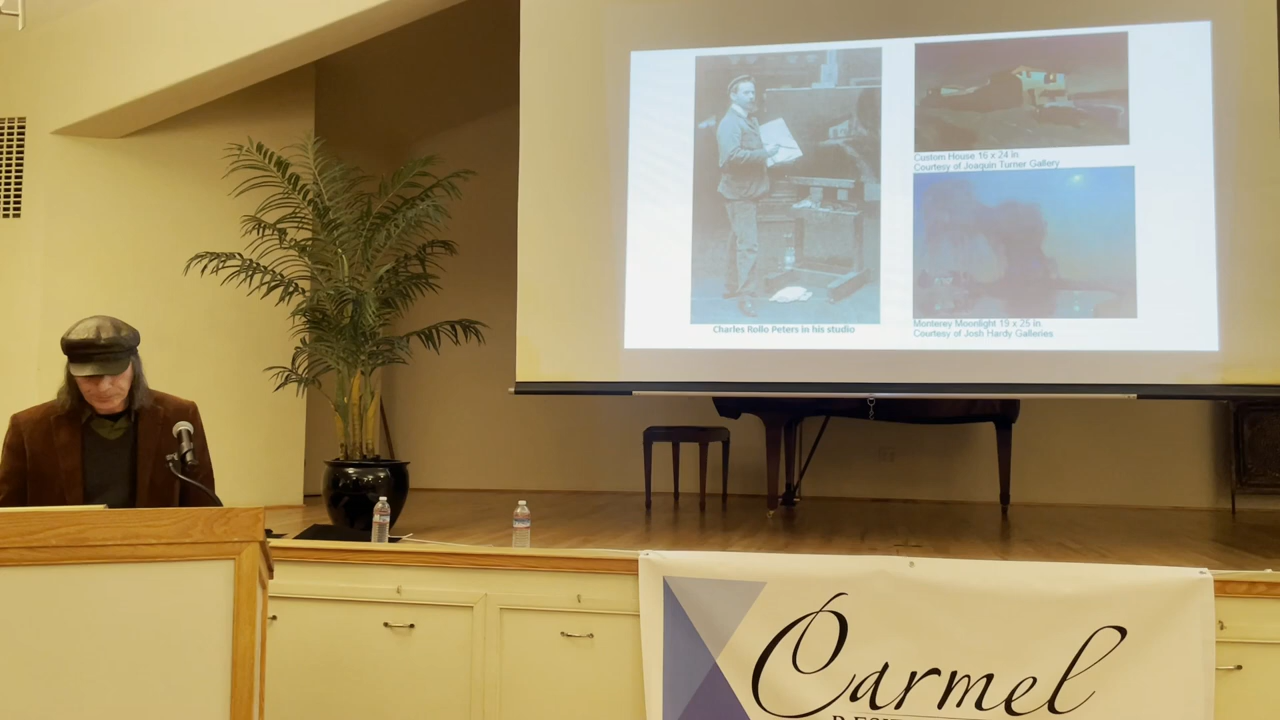 Custom House 16 x 24 in
Courtesy of Joaquin Turner Gallery
Charles Rollo Peters in his studio
Monterey Moonlight 19 x 25 in
Courtesy of Josh Hardy Galleries
Carmel